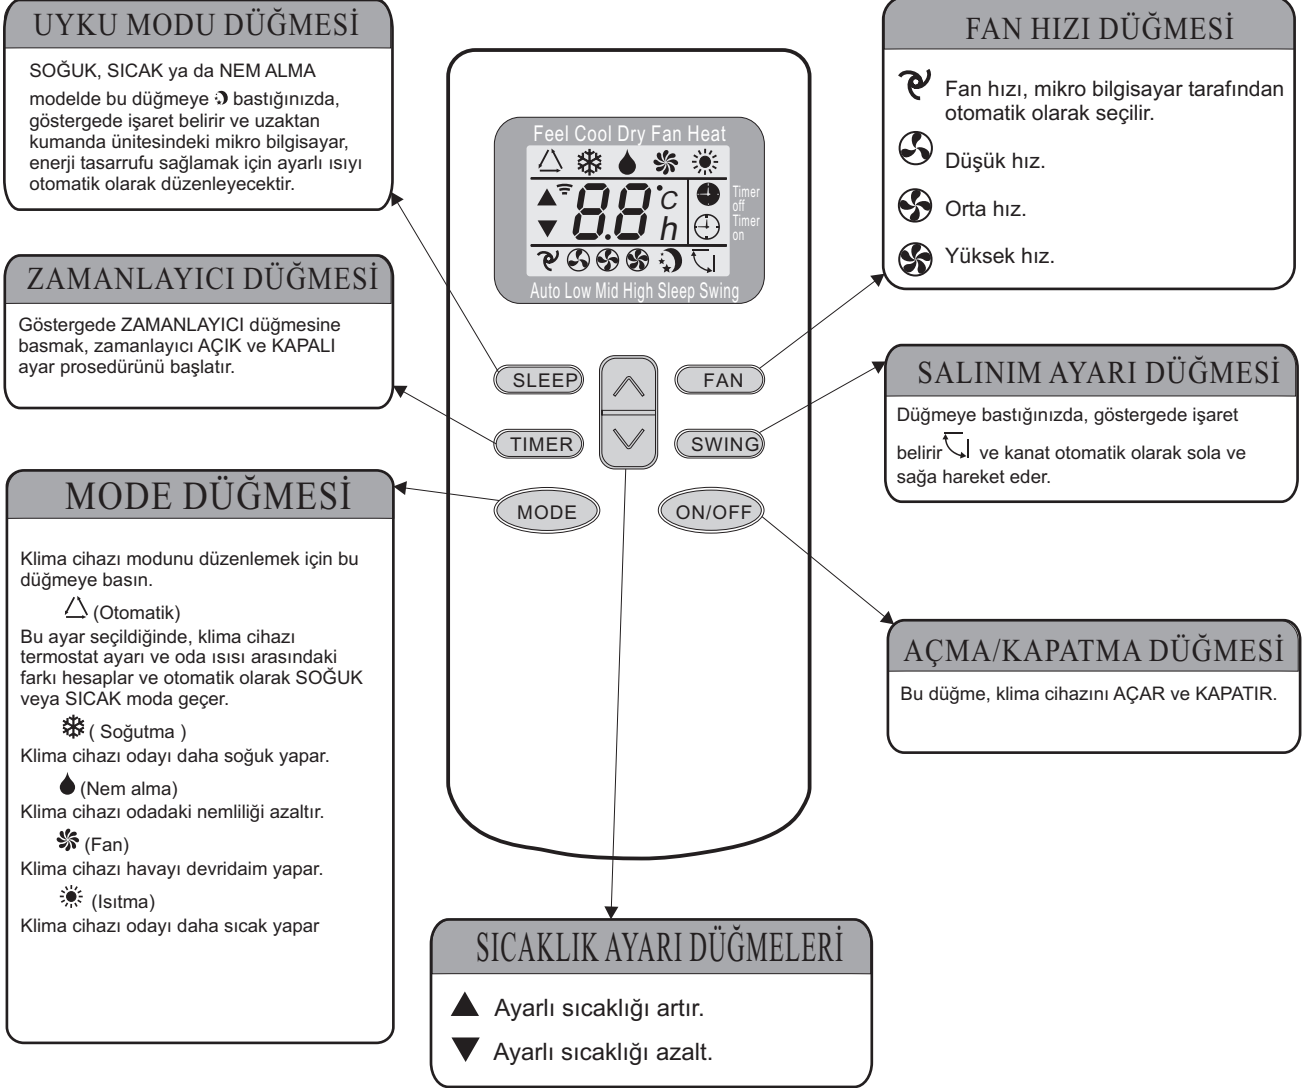 UYKU MODU DÜĞMESİ
SOĞUK, SICAK ya da NEM ALMA
modelde bu düğmeye bastığınızda,
göstergede işaret belirir ve uzaktan
kumanda ünitesindeki mikro bilgisayar,
enerji tasarrufu sağlamak için ayarlı ısıyı
otomatik olarak düzenleyecektir.
ZAMANLAYICI DÜĞMESİ
Göstergede ZAMANLAYICI düğmesine
basmak, zamanlayıcı AÇIK ve KAPALI
ayar prosedürünü başlatır.
MODE DÜĞMESİ
Klima cihazı modunu düzenlemek için bu
düğmeye basın.
(Otomatik)
Bu ayar seçildiğinde, klima cihazı
termostat ayarı ve oda ısısı arasındaki
farkı hesaplar ve otomatik olarak SOĞUK
veya SICAK moda geçer.
( Soğutma )
Klima cihazı odayı daha soğuk yapar.
(Nem alma)
Klima cihazı odadaki nemliliği azaltır.
(Fan)
Klima cihazı havayı devridaim yapar.
(Isıtma)
Klima cihazı odayı daha sıcak yapar
Feel Cool Dry Fan Heat
8.8 °C
h
Timer
off
Timer
on
Auto Low Mid High Sleep Swing
SLEEP
FAN
TIMER
SWING
MODE
ON/OFF
FAN HIZI DÜĞMESİ
Fan hızı, mikro bilgisayar tarafından
otomatik olarak seçilir.
Düşük hız.
Orta hız.
Yüksek hız.
SALINIM AYARI DÜĞMESİ
Düğmeye bastığınızda, göstergede işaret
belirir ve kanat otomatik olarak sola ve
sağa hareket eder.
AÇMA/KAPATMA DÜĞMESİ
Bu düğme, klima cihazını AÇAR ve KAPATIR.
SICAKLIK AYARI DÜĞMELERİ
Ayarlı sıcaklığı artır.
Ayarlı sıcaklığı azalt.